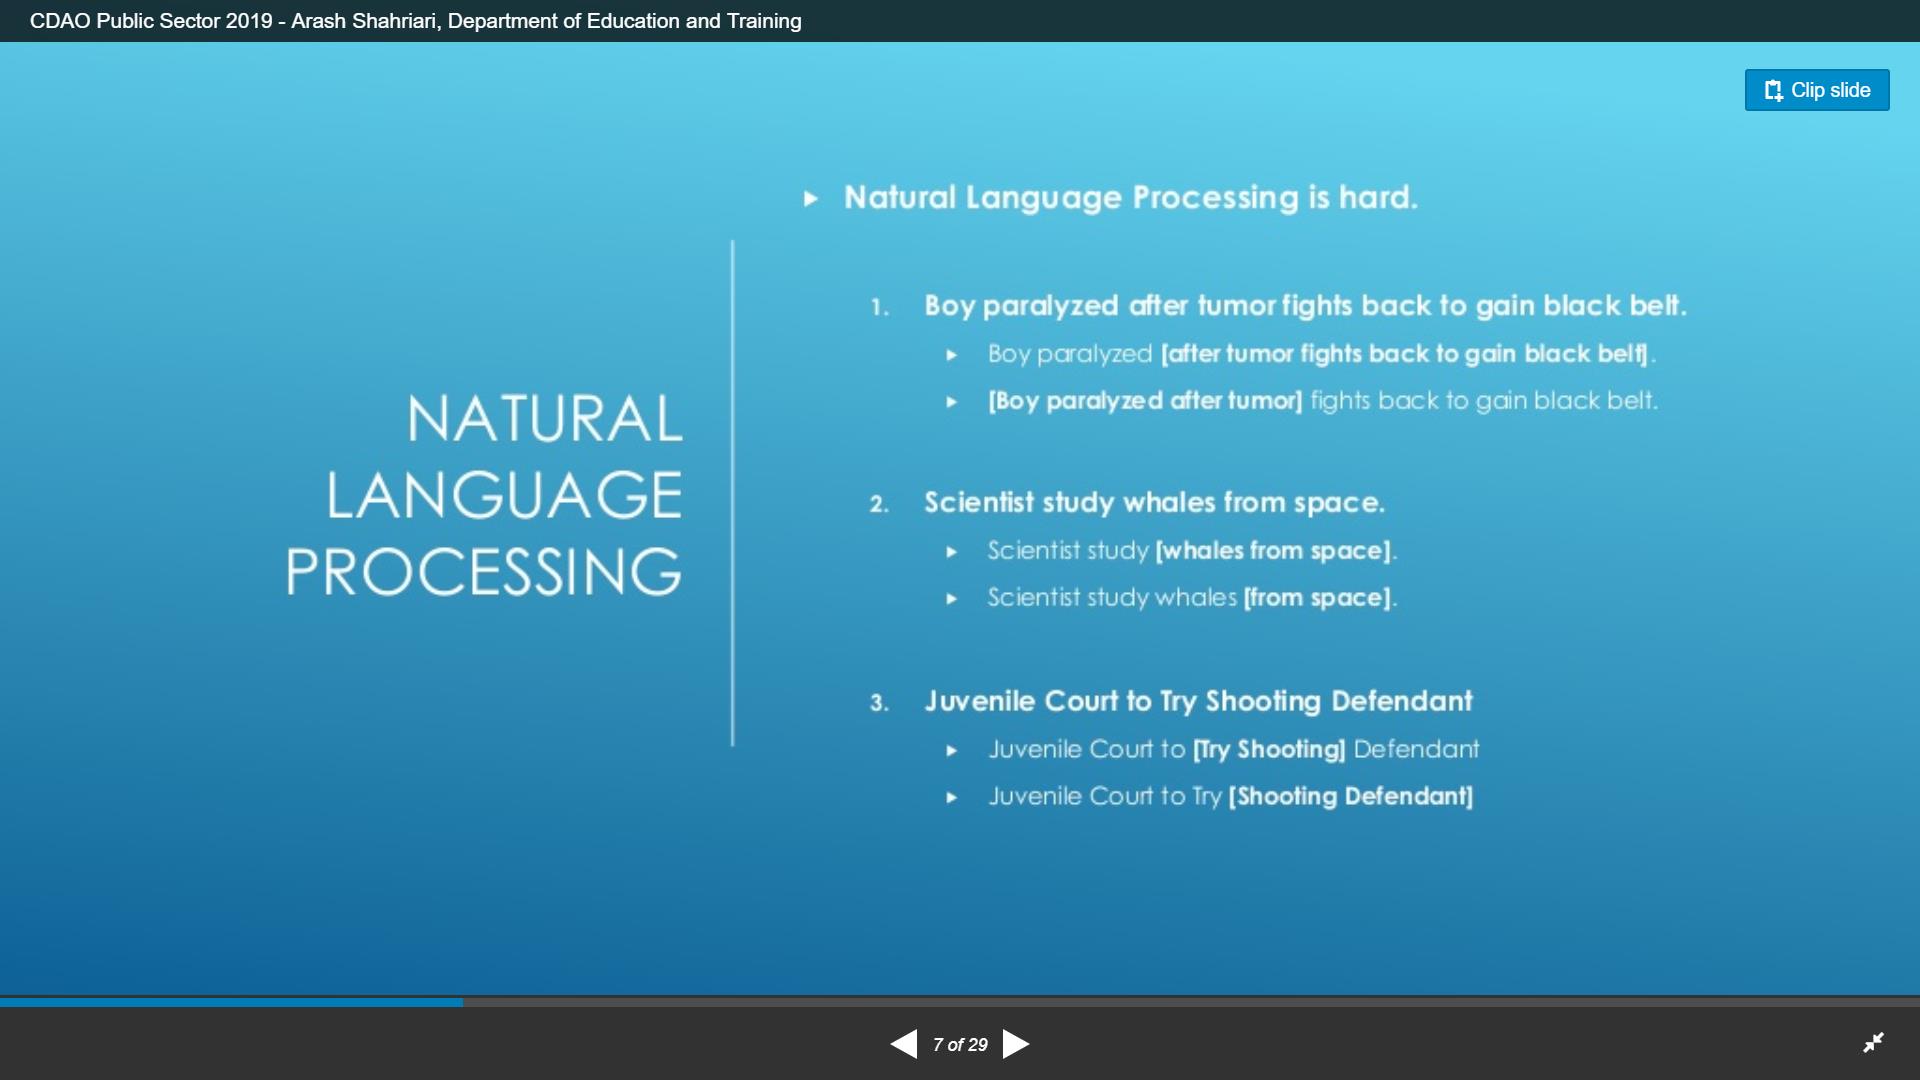 CDAO Public Sector 2019 - Arash Shahriari, Department of Education and Training
Clip slide
NATURAL
LANGUAGE
PROCESSING
Natural Language Processing is hard.
1. Boy paralyzed after tumor fights back to gain black belt.
Boy paralyzed [after tumor fights back to gain black belt].
[Boy paralyzed after tumor] fights back to gain black belt.
2. Scientist study whales from space.
Scientist study [whales from space].
Scientist study whales [from space].
3. Juvenile Court to Try Shooting Defendant
Juvenile Court to [Try Shooting] Defendant
Juvenile Court to Try [Shooting Defendant]
7 of 29